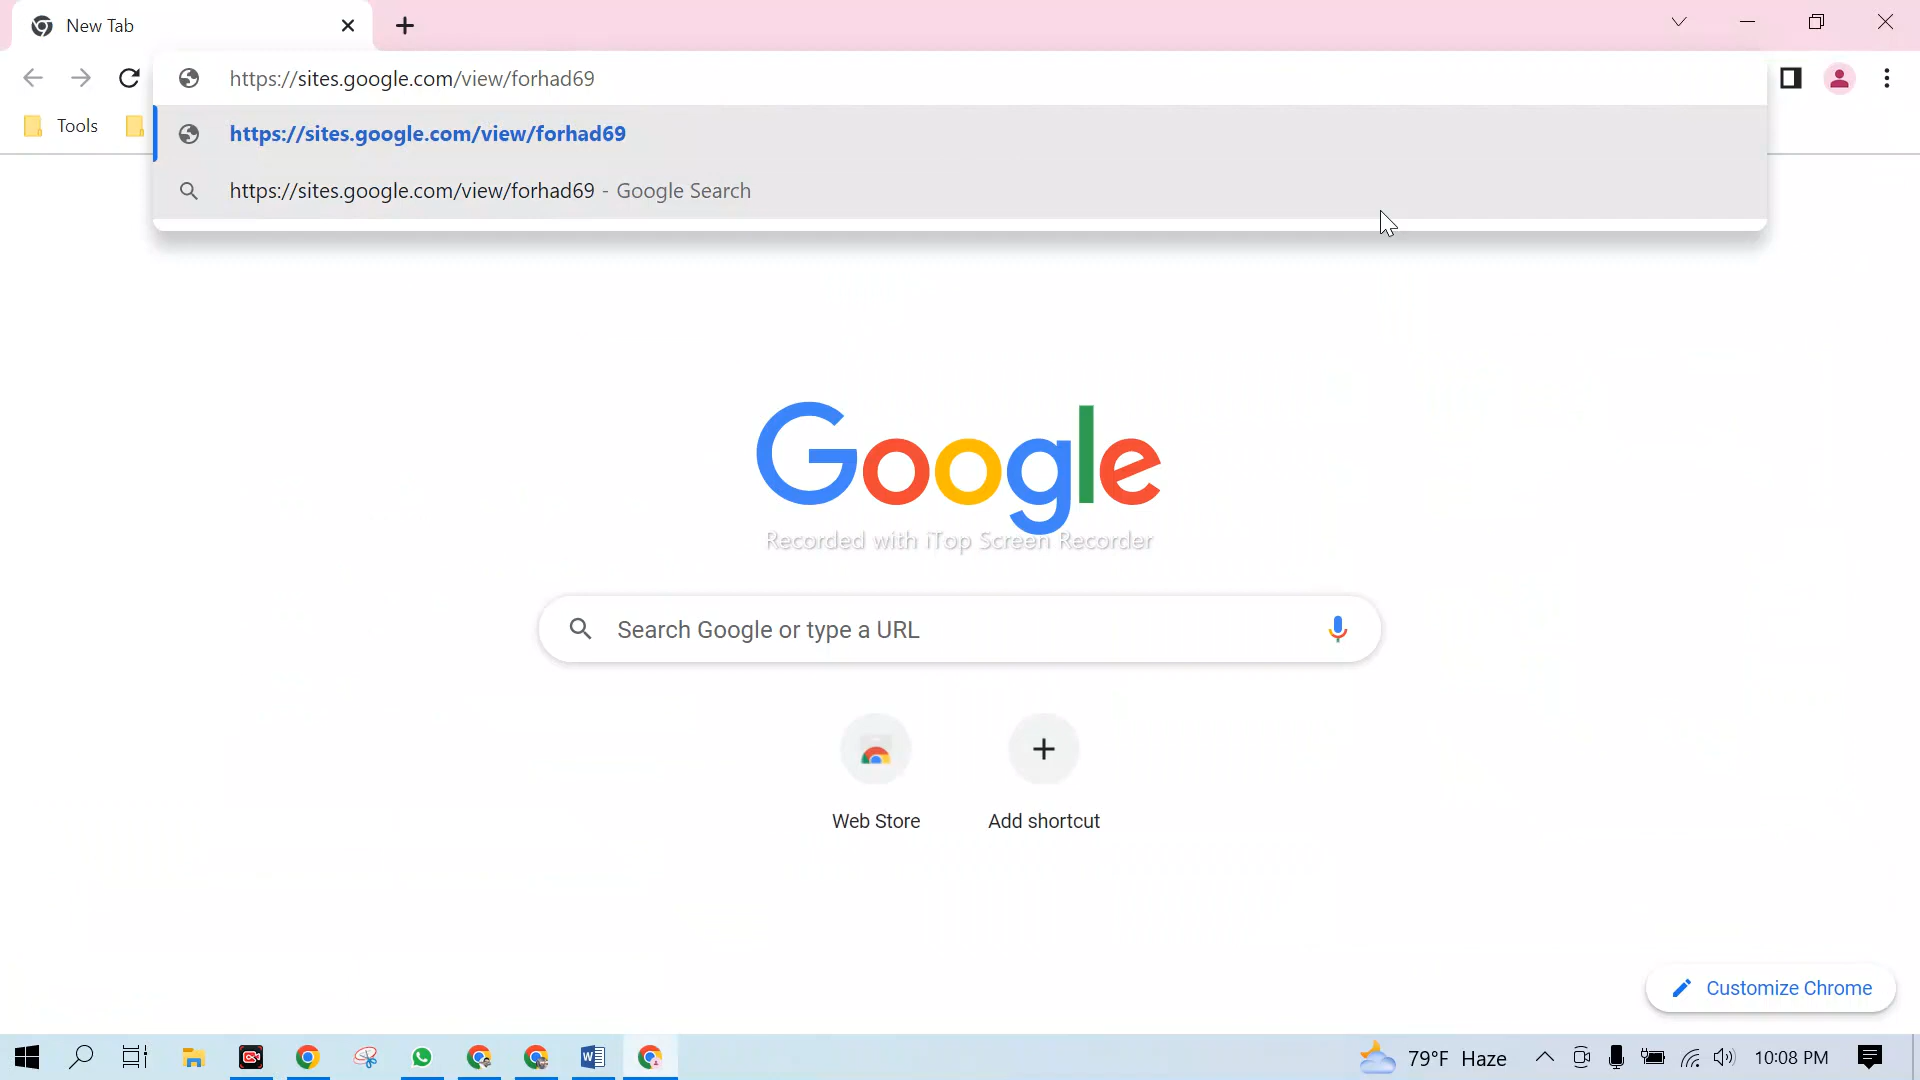 New Tab
https://sites.google.com/view/forhad69
Tools
https://sites.google.com/view/forhad69
https://sites.google.com/view/forhad69 - Google Search
Google
Recorded with iTop Screen Recorder
Search Google or type a URL
Web Store
Add shortcut
Customize Chrome
79°F Haze
10:08 PM